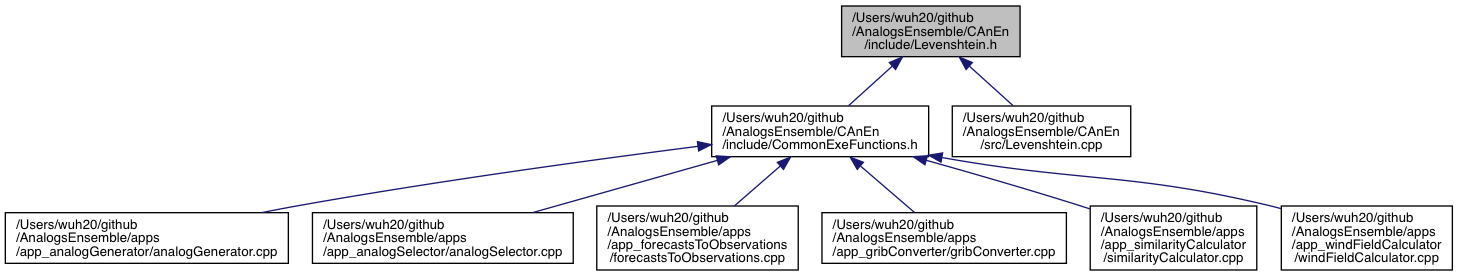 /Users/wuh20/github
/AnalogsEnsemble/CAnEn
/include/Levenshtein.h
/Users/wuh20/github
/AnalogsEnsemble/CAnEn
/include/CommonExeFunctions.h
/Users/wuh20/github
/AnalogsEnsemble/CAnEn
/src/Levenshtein.cpp
/Users/wuh20/github
/AnalogsEnsemble/apps
/app_analogGenerator/analogGenerator.cpp
/Users/wuh20/github
/AnalogsEnsemble/apps
/app_analogSelector/analogSelector.cpp
/Users/wuh20/github
/AnalogsEnsemble/apps
/app_forecastsToObservations
/forecastsToObservations.cpp
/Users/wuh20/github
/AnalogsEnsemble/apps
/app_gribConverter/gribConverter.cpp
/Users/wuh20/github
/AnalogsEnsemble/apps
/app_similarityCalculator
/similarityCalculator.cpp
/Users/wuh20/github
/AnalogsEnsemble/apps
/app_windFieldCalculator
/windFieldCalculator.cpp